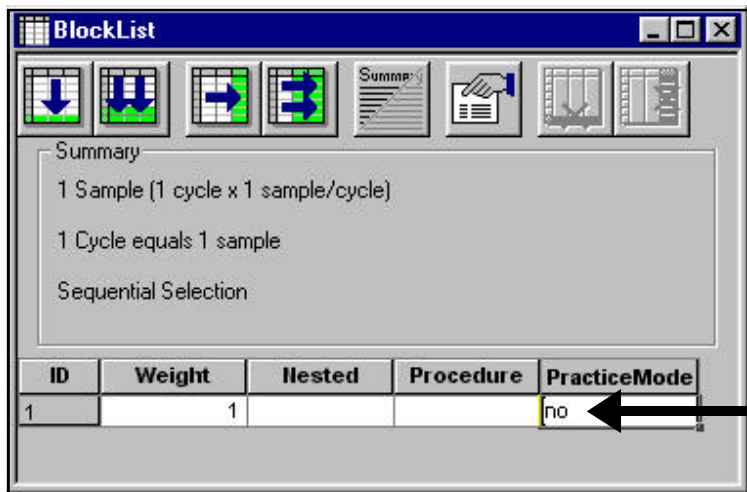 BlockList
Summary
Summary
1 Sample (1 cycle x 1 sample/cycle)
1 Cycle equals 1 sample
Sequential Selection
ID Weight Nested Procedure PracticeMode
1 1 no